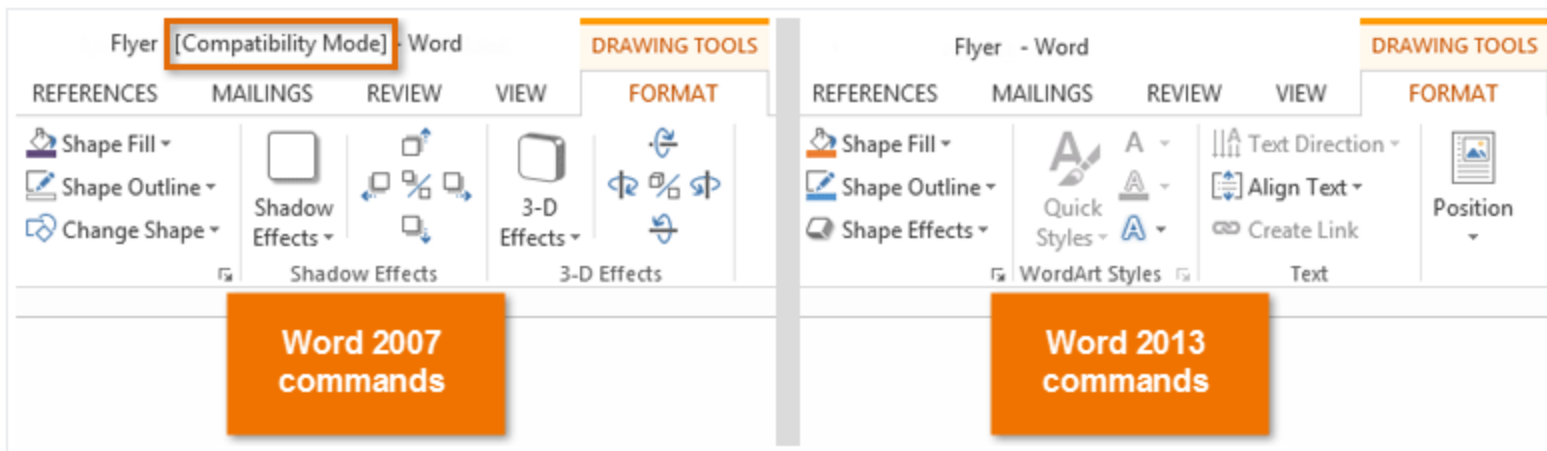 Flyer [Compatibility Mode] - Word
DRAWING TOOLS
REFERENCES MAILINGS REVIEW VIEW FORMAT
Shape Fill
Shape Outline
Change Shape
Shadow
Effects
Shadow Effects
3-D
Effects
3-D Effects
Word 2007
commands
Flyer - Word
DRAWING TOOLS
REFERENCES MAILINGS REVIEW VIEW FORMAT
Shape Fill
Shape Outline
Shape Effects
Quick
Styles
A
A
A
A
WordArt Styles
Text Direction
Align Text
Create Link
Text
Position
Word 2013
commands